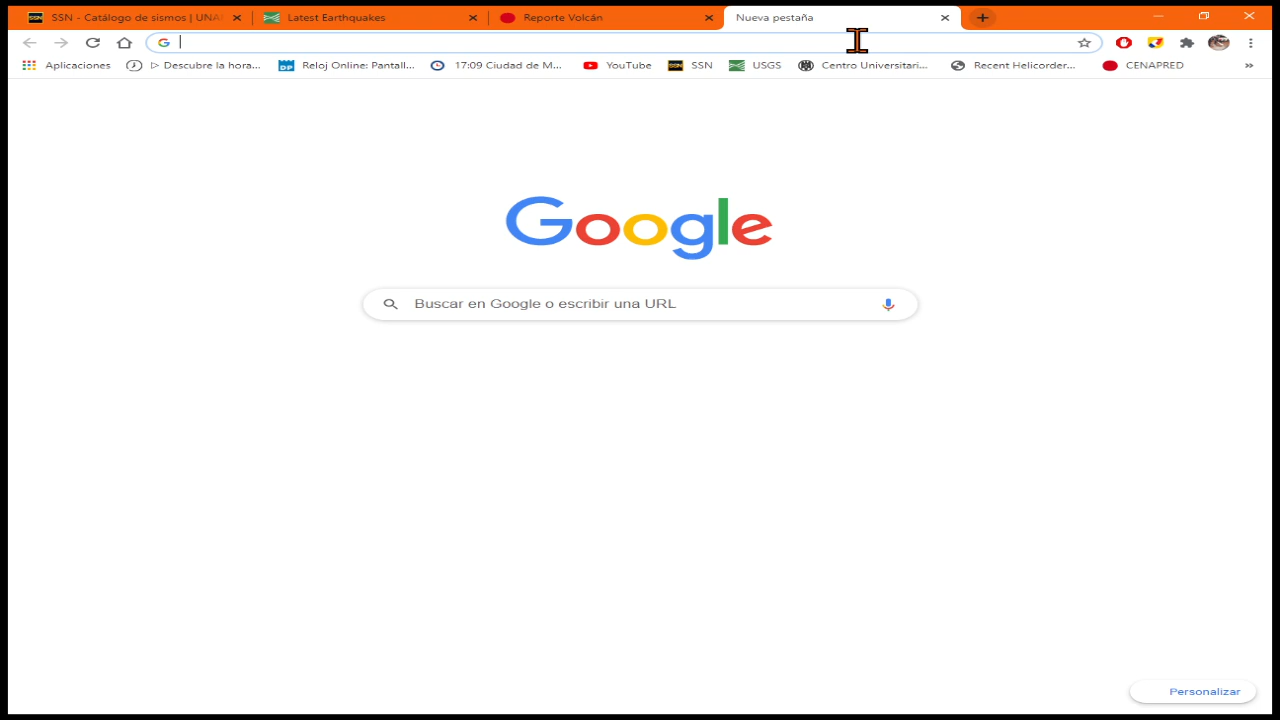 SSN - Catálogo de sismos | UNA
Latest Earthquakes
Reporte Volcán
Nueva pestaña
Aplicaciones
▷ Descubre la hora...
DP
Reloj Online: Pantall...
17:09 Ciudad de M...
YouTube
SSN
SSN
USGS
Centro Universitari...
Recent Helicorder...
CENAPRED
»
Google
Buscar en Google o escribir una URL
Personalizar